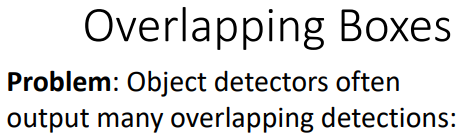 Overlapping Boxes
Problem: Object detectors often
output many overlapping detections: